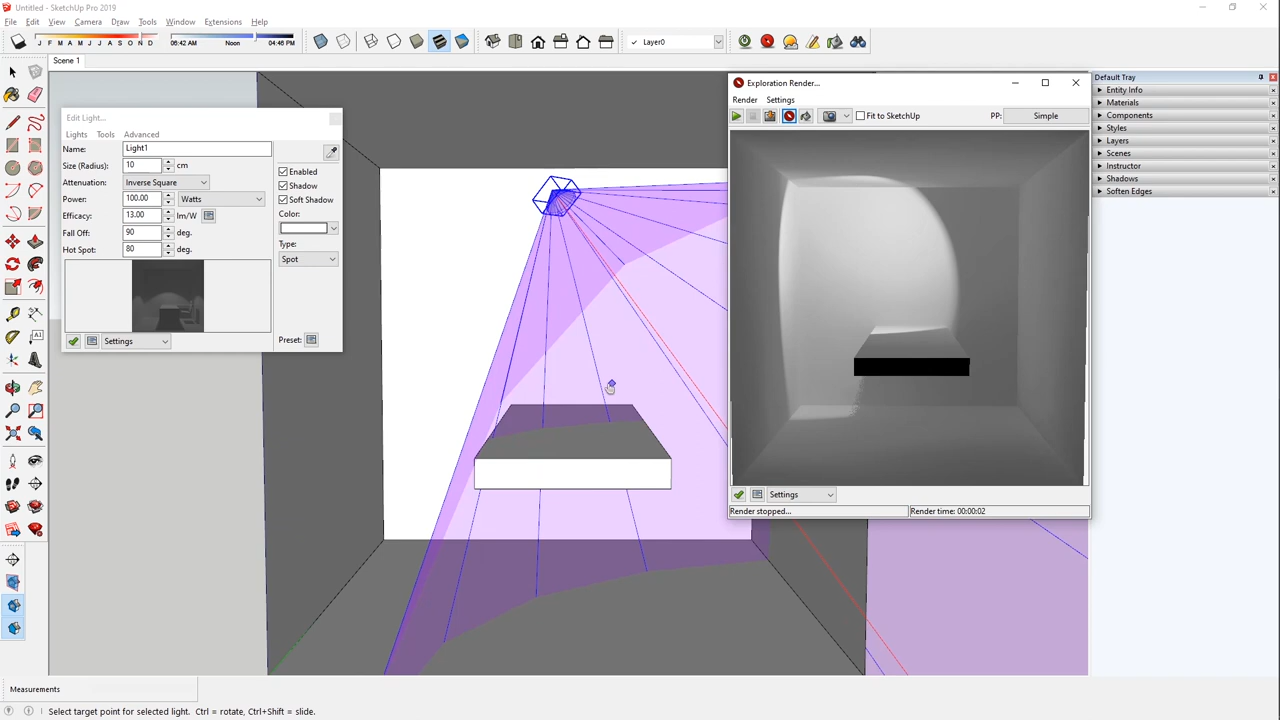 Untitled - SketchUp Pro 2019
File Edit View Camera Draw Tools Window Extensions Help
J F M A M J J A S O N D 06:42 AM Noon 04:46 PM Layer0
Scene 1
Edit Light...
Lights Tools Advanced
Name: Light1
Size (Radius): 10 cm
Attenuation: Inverse Square
Power: 100.00 Watts
Efficacy: 13.00 lm/W
Fall Off: 90 deg.
Hot Spot: 80 deg.
Enabled
Shadow
Soft Shadow
Color:
Type:
Spot
Preset:
Settings
Exploration Render...
Render Settings
Fit to SketchUp PP: Simple
Settings
Render stopped... Render time: 00:00:02
Default Tray
Entity Info
Materials
Components
Styles
Layers
Scenes
Instructor
Shadows
Soften Edges
Measurements
Select target point for selected light. Ctrl = rotate, Ctrl+Shift = slide.